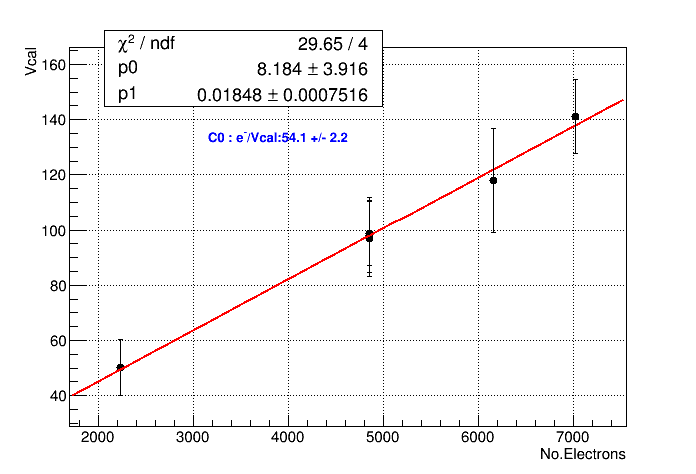 χ² / ndf 29.65 / 4
p0 8.184 ± 3.916
p1 0.01848 ± 0.0007516
C0 : e⁻/Vcal:54.1 +/- 2.2
Vcal
160
140
120
100
80
60
40
2000 3000 4000 5000 6000 7000
No.Electrons